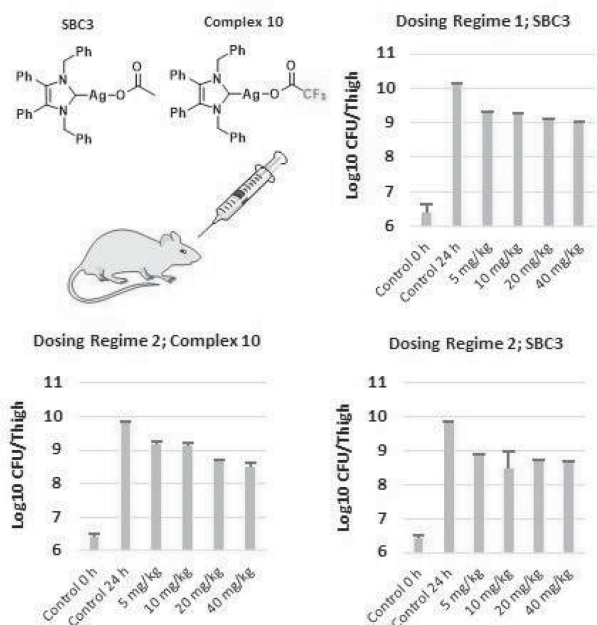 SBC3
Complex 10
Ph
Ph
N
Ph
Ph
N
Ph
Ag
O
O
Ph
Ph
N
Ph
Ph
N
Ph
Ag
O
O
CF3
Dosing Regime 1; SBC3
Log10 CFU/Thigh
11
10
9
8
7
6
Control 0 h
Control 24 h
5 mg/kg
10 mg/kg
20 mg/kg
40 mg/kg
Dosing Regime 2; Complex 10
Log10 CFU/Thigh
11
10
9
8
7
6
Control 0 h
Control 24 h
5 mg/kg
10 mg/kg
20 mg/kg
40 mg/kg
Dosing Regime 2; SBC3
Log10 CFU/Thigh
11
10
9
8
7
6
Control 0 h
Control 24 h
5 mg/kg
10 mg/kg
20 mg/kg
40 mg/kg